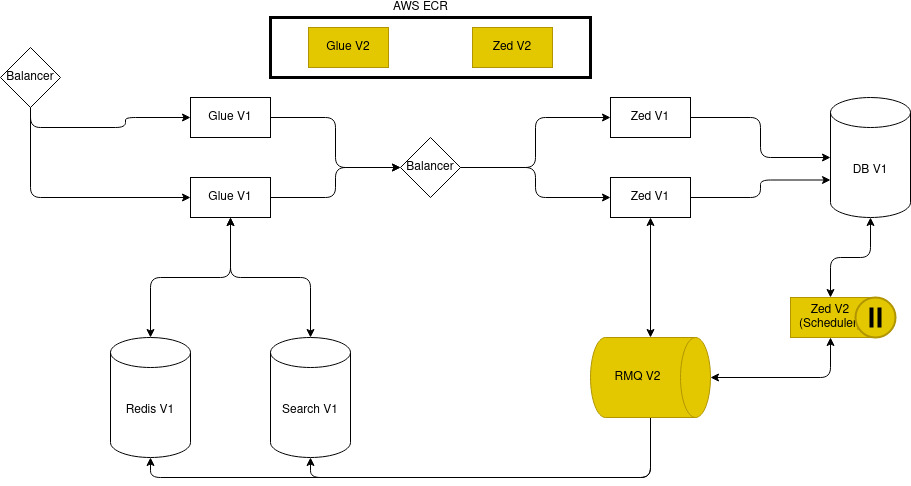 AWS ECR
Glue V2
Zed V2
Balancer
Glue V1
Zed V1
DB V1
Balancer
Glue V1
Zed V1
Zed V2
(Scheduler
RMQ V2
Redis V1
Search V1